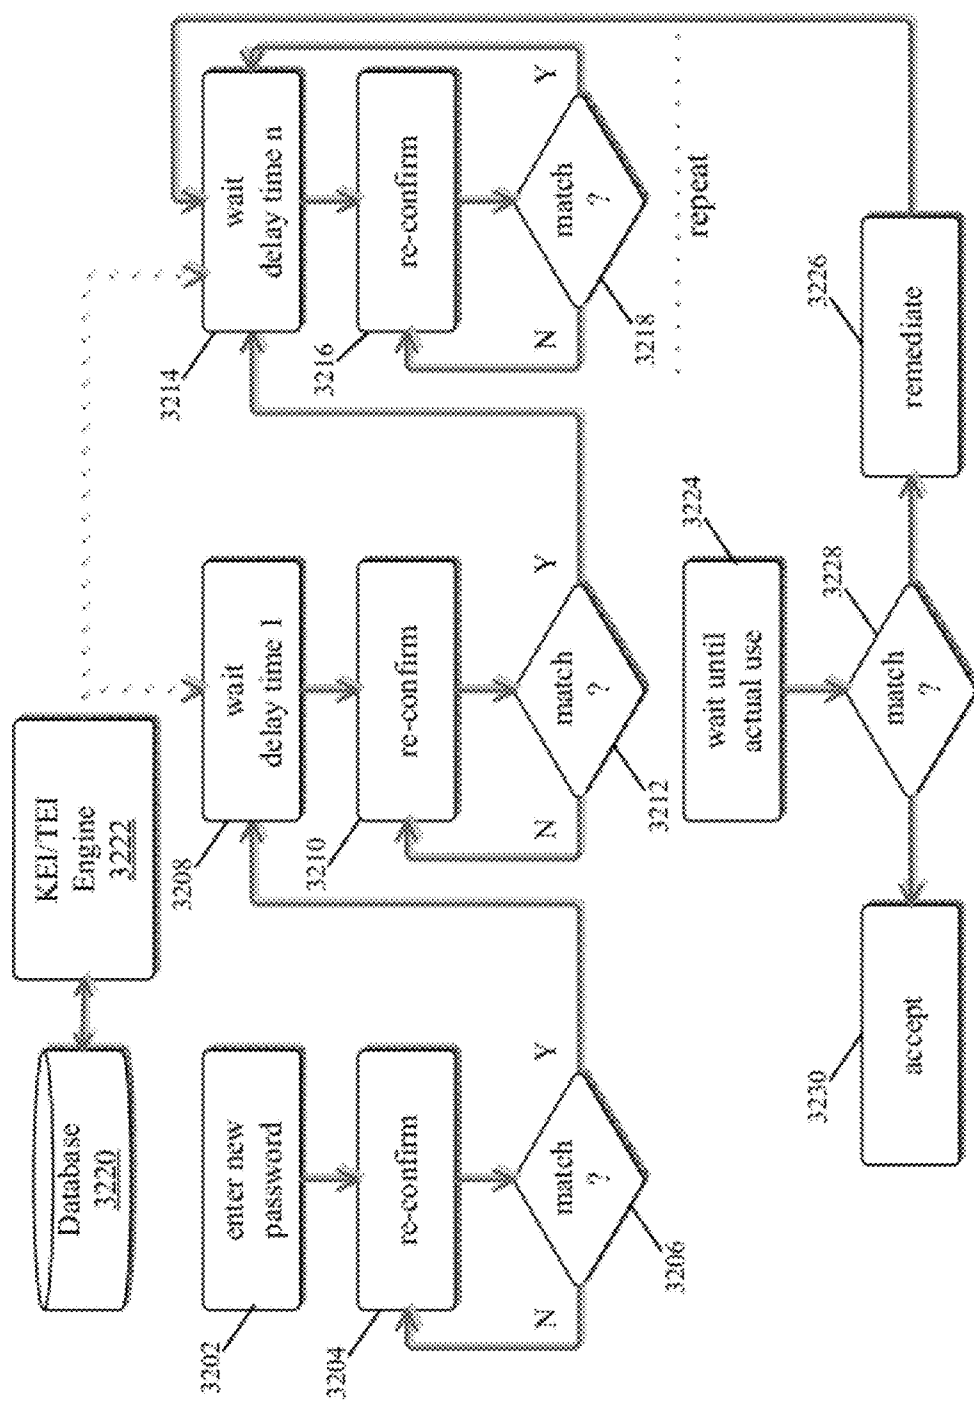 Database
3220
KEI/TEI
Engine
3222
enter new
password
3202
re-confirm
3204
match
?
3206
N
Y
wait
delay time 1
3208
re-confirm
3210
match
?
3212
N
Y
wait
delay time n
3214
re-confirm
3216
match
?
3218
N
Y
repeat
wait until
actual use
3224
match
?
3228
accept
3230
remediate
3226